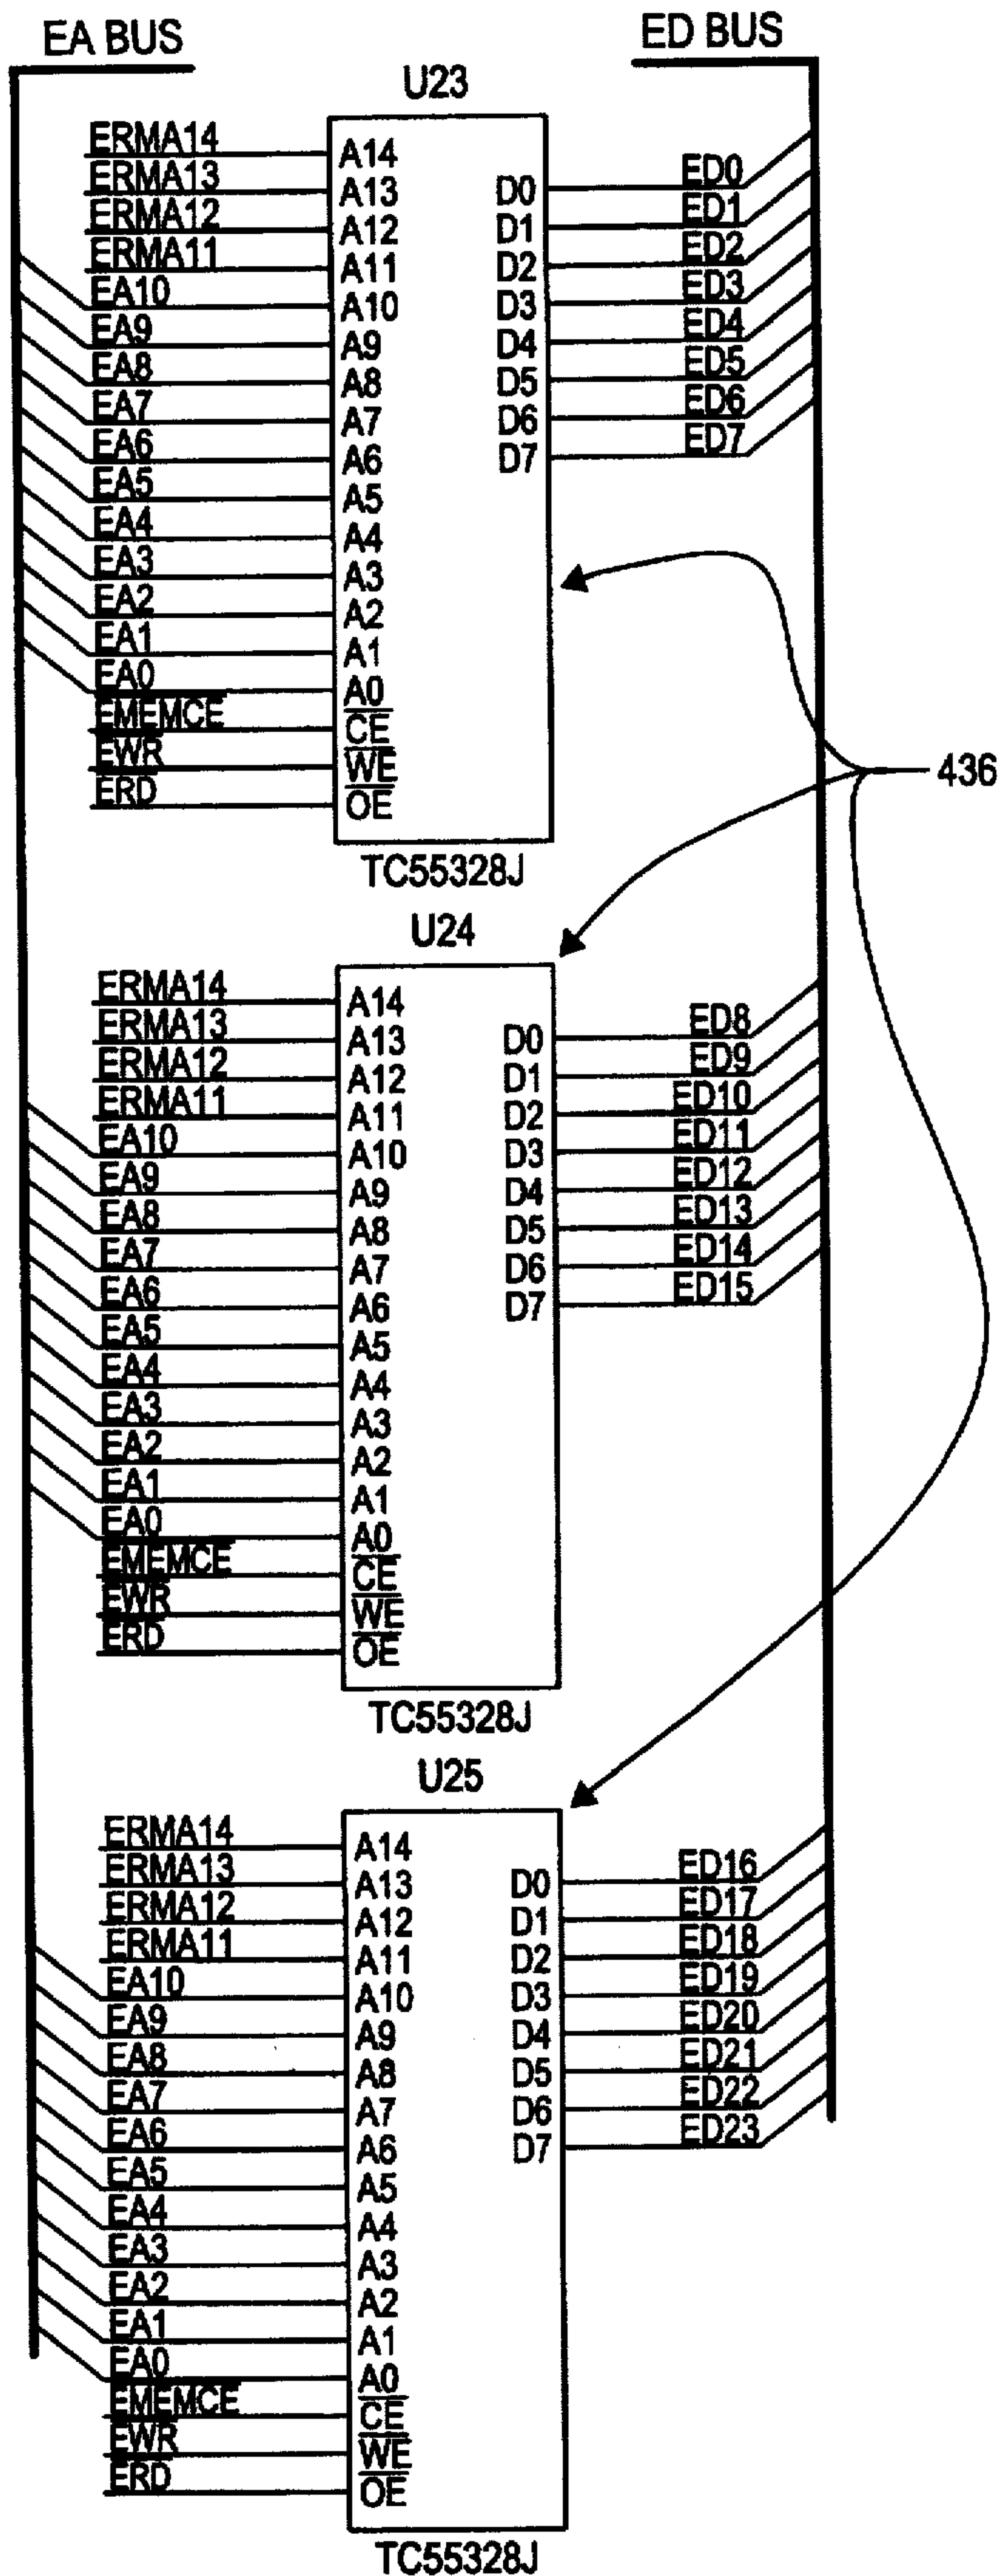 EA BUS
ED BUS
U23
ERMA14 A14
ERMA13 A13 D0 ED0
ERMA12 A12 D1 ED1
ERMA11 A11 D2 ED2
EA10 A10 D3 ED3
EA9 A9 D4 ED4
EA8 A8 D5 ED5
EA7 A7 D6 ED6
EA6 A6 D7 ED7
EA5 A5
EA4 A4
EA3 A3
EA2 A2
EA1 A1
EA0 A0
EMEMCE CE
EWR WE
ERD OE
436
TC55328J
U24
ERMA14 A14
ERMA13 A13 D0 ED8
ERMA12 A12 D1 ED9
ERMA11 A11 D2 ED10
EA10 A10 D3 ED11
EA9 A9 D4 ED12
EA8 A8 D5 ED13
EA7 A7 D6 ED14
EA6 A6 D7 ED15
EA5 A5
EA4 A4
EA3 A3
EA2 A2
EA1 A1
EA0 A0
EMEMCE CE
EWR WE
ERD OE
TC55328J
U25
ERMA14 A14
ERMA13 A13 D0 ED16
ERMA12 A12 D1 ED17
ERMA11 A11 D2 ED18
EA10 A10 D3 ED19
EA9 A9 D4 ED20
EA8 A8 D5 ED21
EA7 A7 D6 ED22
EA6 A6 D7 ED23
EA5 A5
EA4 A4
EA3 A3
EA2 A2
EA1 A1
EA0 A0
EMEMCE CE
EWR WE
ERD OE
TC55328J